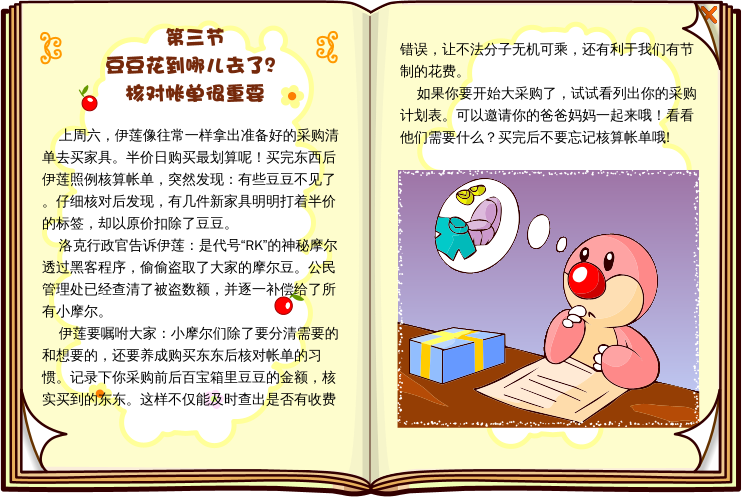 第三节
豆豆花到哪儿去了？
核对帐单很重要
上周六，伊莲像往常一样拿出准备好的采购清
单去买家具。半价日购买最划算呢！买完东西后
伊莲照例核算帐单，突然发现：有些豆豆不见了
。仔细核对后发现，有几件新家具明明打着半价
的标签，却以原价扣除了豆豆。
洛克行政官告诉伊莲：是代号“RK”的神秘摩尔
透过黑客程序，偷偷盗取了大家的摩尔豆。公民
管理处已经查清了被盗数额，并逐一补偿给了所
有小摩尔。
伊莲要嘱咐大家：小摩尔们除了要分清需要的
和想要的，还要养成购买东东后核对帐单的习
惯。记录下你采购前后百宝箱里豆豆的金额，核
实买到的东东。这样不仅能及时查出是否有收费
错误，让不法分子无机可乘，还有利于我们有节
制的花费。
如果你要开始大采购了，试试看列出你的采购
计划表。可以邀请你的爸爸妈妈一起来哦！看看
他们需要什么？买完后不要忘记核算帐单哦!